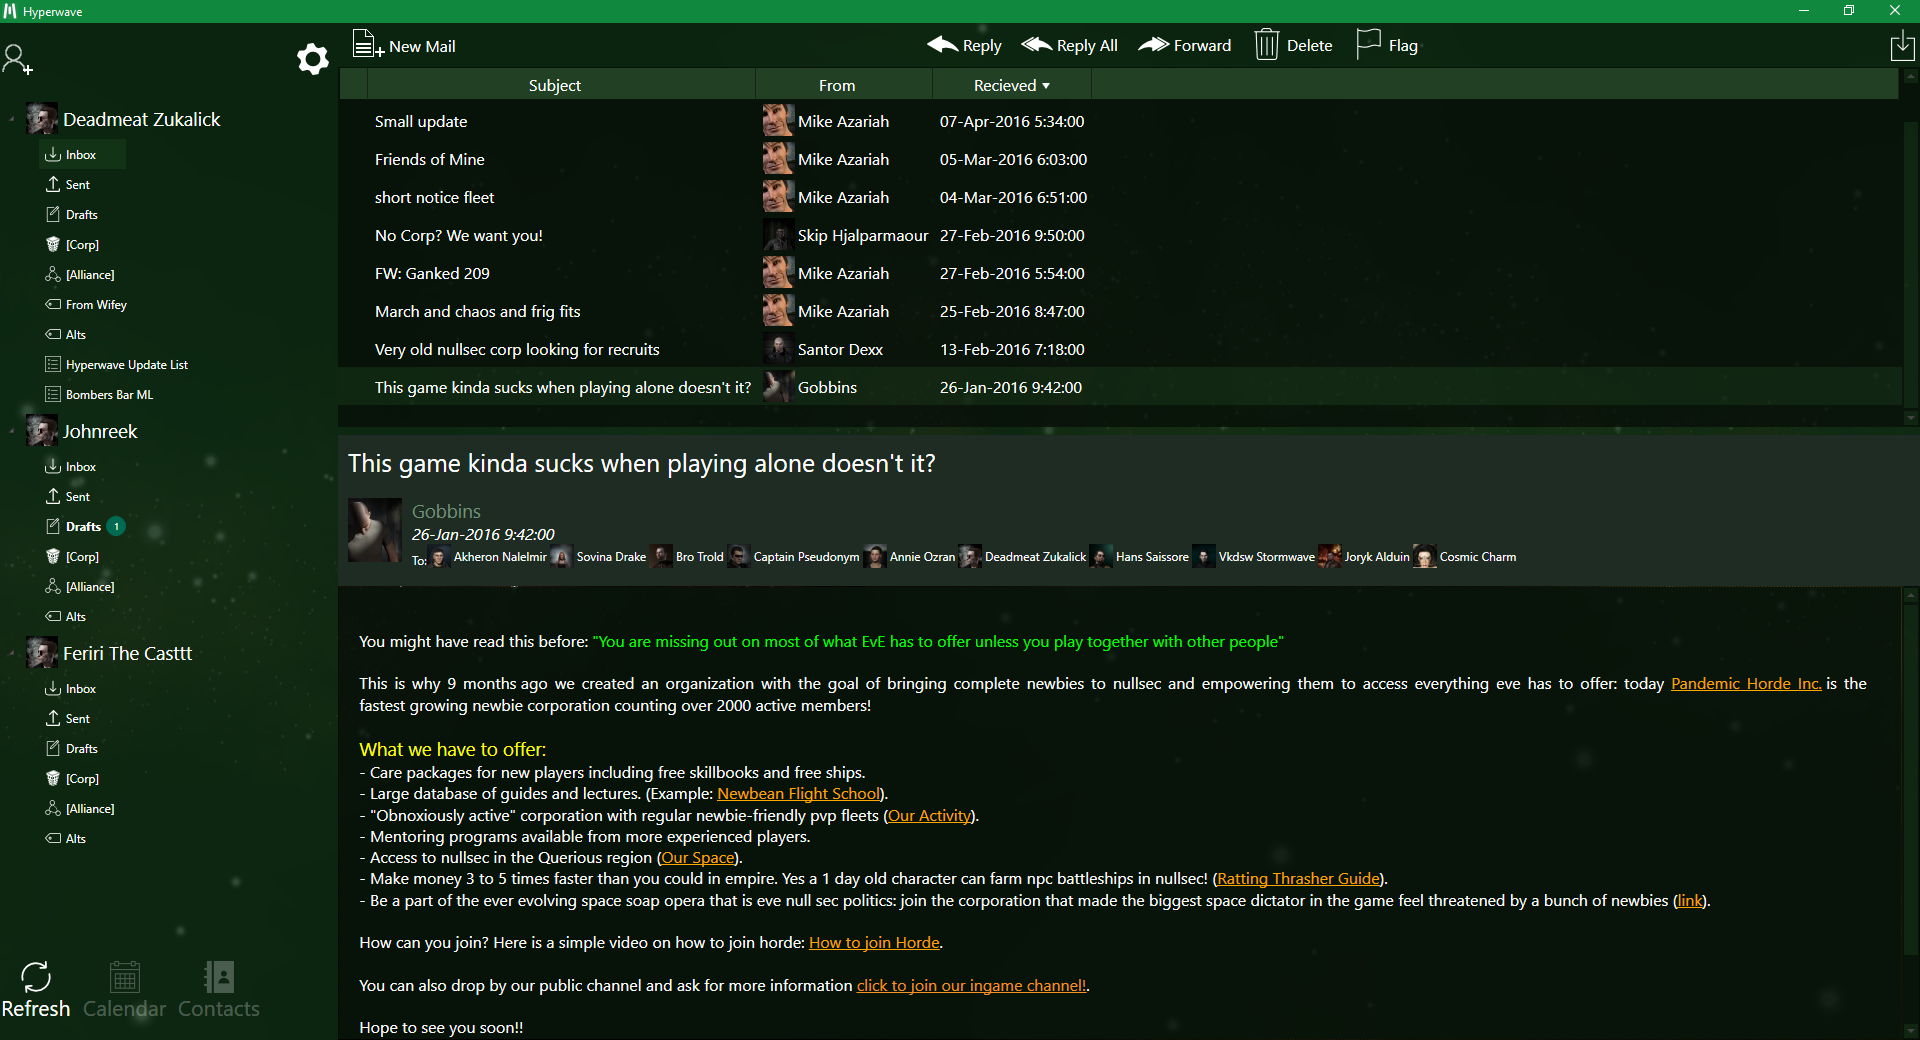 Hyperwave
New Mail
Reply
Reply All
Forward
Delete
Flag
Deadmeat Zukalick
Inbox
Sent
Drafts
[Corp]
[Alliance]
From Wifey
Alts
Hyperwave Update List
Bombers Bar ML
Johnreek
Inbox
Sent
Drafts 1
[Corp]
[Alliance]
Alts
Feriri The Casttt
Inbox
Sent
Drafts
[Corp]
[Alliance]
Alts
Refresh Calendar Contacts
Subject From Recieved
Small update Mike Azariah 07-Apr-2016 5:34:00
Friends of Mine Mike Azariah 05-Mar-2016 6:03:00
short notice fleet Mike Azariah 04-Mar-2016 6:51:00
No Corp? We want you! Skip Hjalparmaour 27-Feb-2016 9:50:00
FW: Ganked 209 Mike Azariah 27-Feb-2016 5:54:00
March and chaos and frig fits Mike Azariah 25-Feb-2016 8:47:00
Very old nullsec corp looking for recruits Santor Dexx 13-Feb-2016 7:18:00
This game kinda sucks when playing alone doesn't it? Gobbins 26-Jan-2016 9:42:00
This game kinda sucks when playing alone doesn't it?
Gobbins
26-Jan-2016 9:42:00
To: Akheron Nalelmir Sovina Drake Bro Trold Captain Pseudonym Annie Ozran Deadmeat Zukalick Hans Saissore Vkdsw Stormwave Joryk Alduin Cosmic Charm
You might have read this before: "You are missing out on most of what EvE has to offer unless you play together with other people"
This is why 9 months ago we created an organization with the goal of bringing complete newbies to nullsec and empowering them to access everything eve has to offer: today Pandemic Horde Inc. is the
fastest growing newbie corporation counting over 2000 active members!
What we have to offer:
- Care packages for new players including free skillbooks and free ships.
- Large database of guides and lectures. (Example: Newbean Flight School).
- "Obnoxiously active" corporation with regular newbie-friendly pvp fleets (Our Activity).
- Mentoring programs available from more experienced players.
- Access to nullsec in the Querious region (Our Space).
- Make money 3 to 5 times faster than you could in empire. Yes a 1 day old character can farm npc battleships in nullsec! (Ratting Thrasher Guide).
- Be a part of the ever evolving space soap opera that is eve null sec politics: join the corporation that made the biggest space dictator in the game feel threatened by a bunch of newbies (link).
How can you join? Here is a simple video on how to join horde: How to join Horde.
You can also drop by our public channel and ask for more information click to join our ingame channel!.
Hope to see you soon!!